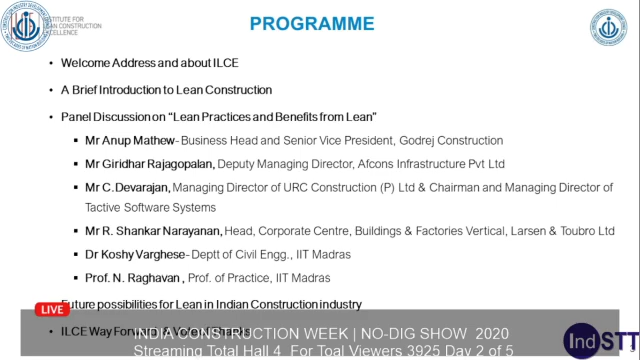 INSTITUTE FOR
LEAN CONSTRUCTION
EXCELLENCE
PROGRAMME
• Welcome Address and about ILCE
• A Brief Introduction to Lean Construction
• Panel Discussion on “Lean Practices and Benefits from Lean”
▪ Mr Anup Mathew- Business Head and Senior Vice President, Godrej Construction
▪ Mr Giridhar Rajagopalan, Deputy Managing Director, Afcons Infrastructure Pvt Ltd
▪ Mr C.Devarajan, Managing Director of URC Construction (P) Ltd & Chairman and Managing Director of
Tactive Software Systems
▪ Mr R. Shankar Narayanan, Head, Corporate Centre, Buildings & Factories Vertical, Larsen & Toubro Ltd
▪ Dr Koshy Varghese- Deptt of Civil Engg., IIT Madras
▪ Prof. N. Raghavan , Prof. of Practice, IIT Madras
Future possibilities for Lean in Indian Construction industry
LIVE
• ILCE Way Forward & Vote of Thanks
INDIA CONSTRUCTION WEEK | NO-DIG SHOW 2020
Streaming Total Hall 4 For Toal Viewers 3925 Day 2 of 5
IndSTT